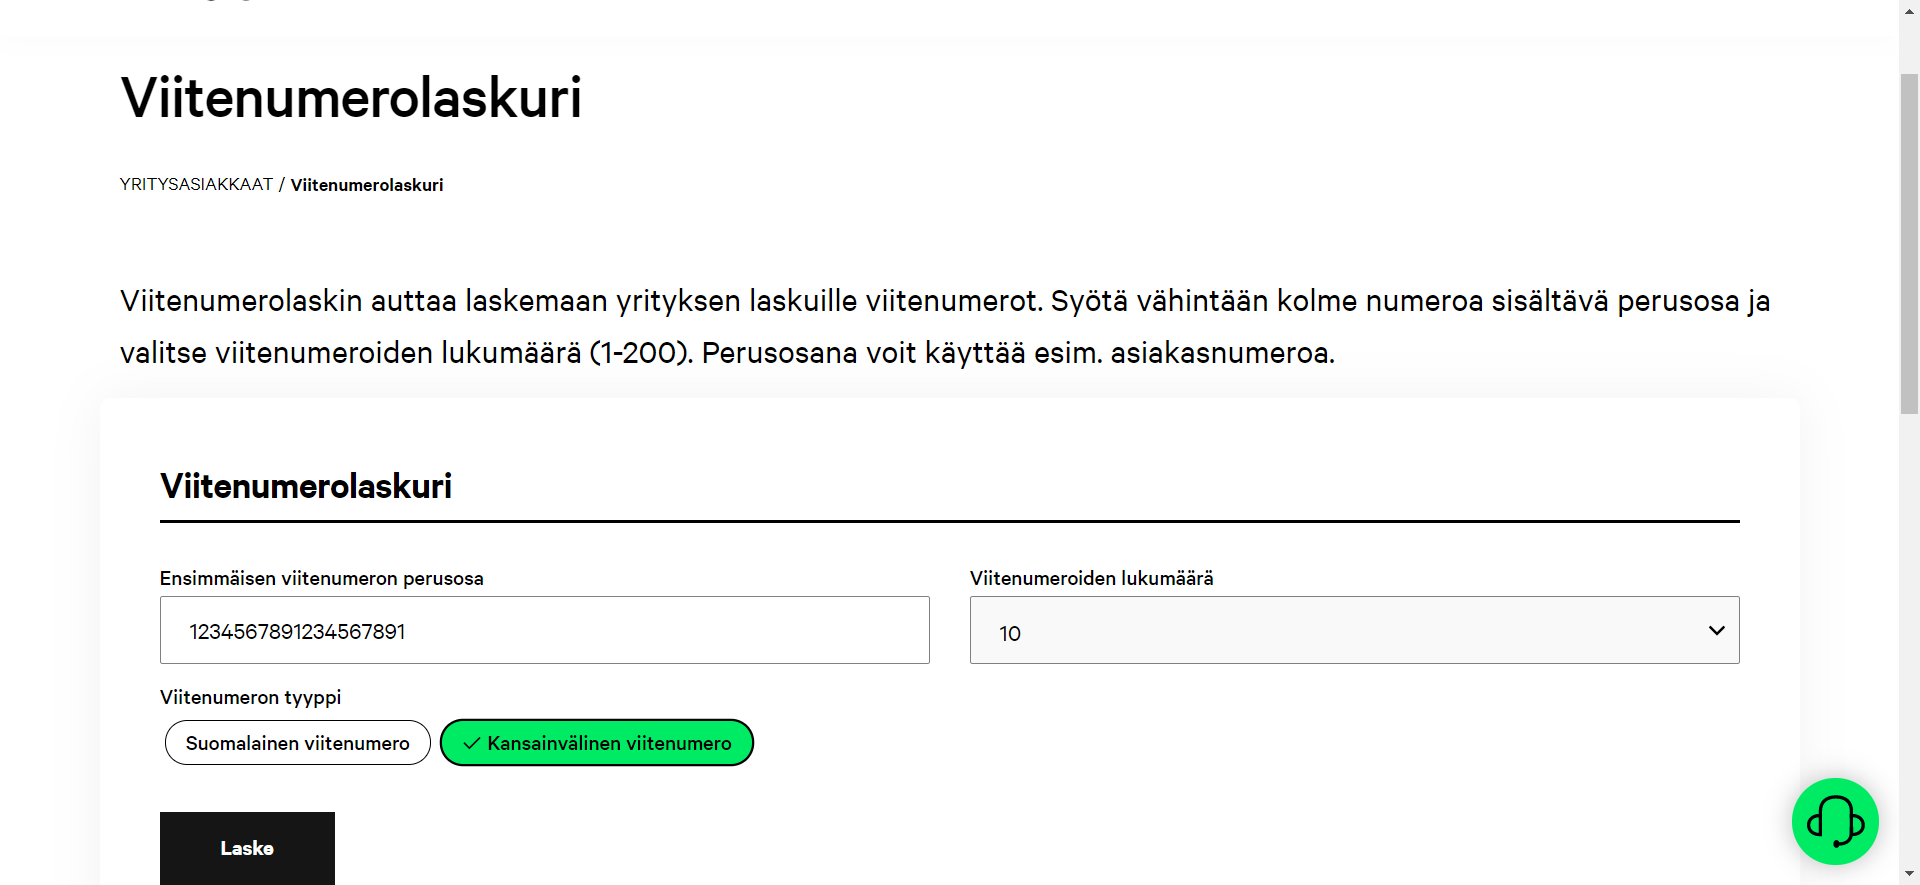 Viitenumerolaskuri
YRITYSASIAKKAAT / Viitenumerolaskuri
Viitenumerolaskin auttaa laskemaan yrityksen laskuille viitenumerot. Syötä vähintään kolme numeroa sisältävä perusosa ja
valitse viitenumeroiden lukumäärä (1-200). Perusosana voit käyttää esim. asiakasnumeroa.
Viitenumerolaskuri
Ensimmäisen viitenumeron perusosa
Viitenumeroiden lukumäärä
1234567891234567891
10
Viitenumeron tyyppi
Suomalainen viitenumero
Kansainvälinen viitenumero
Laske